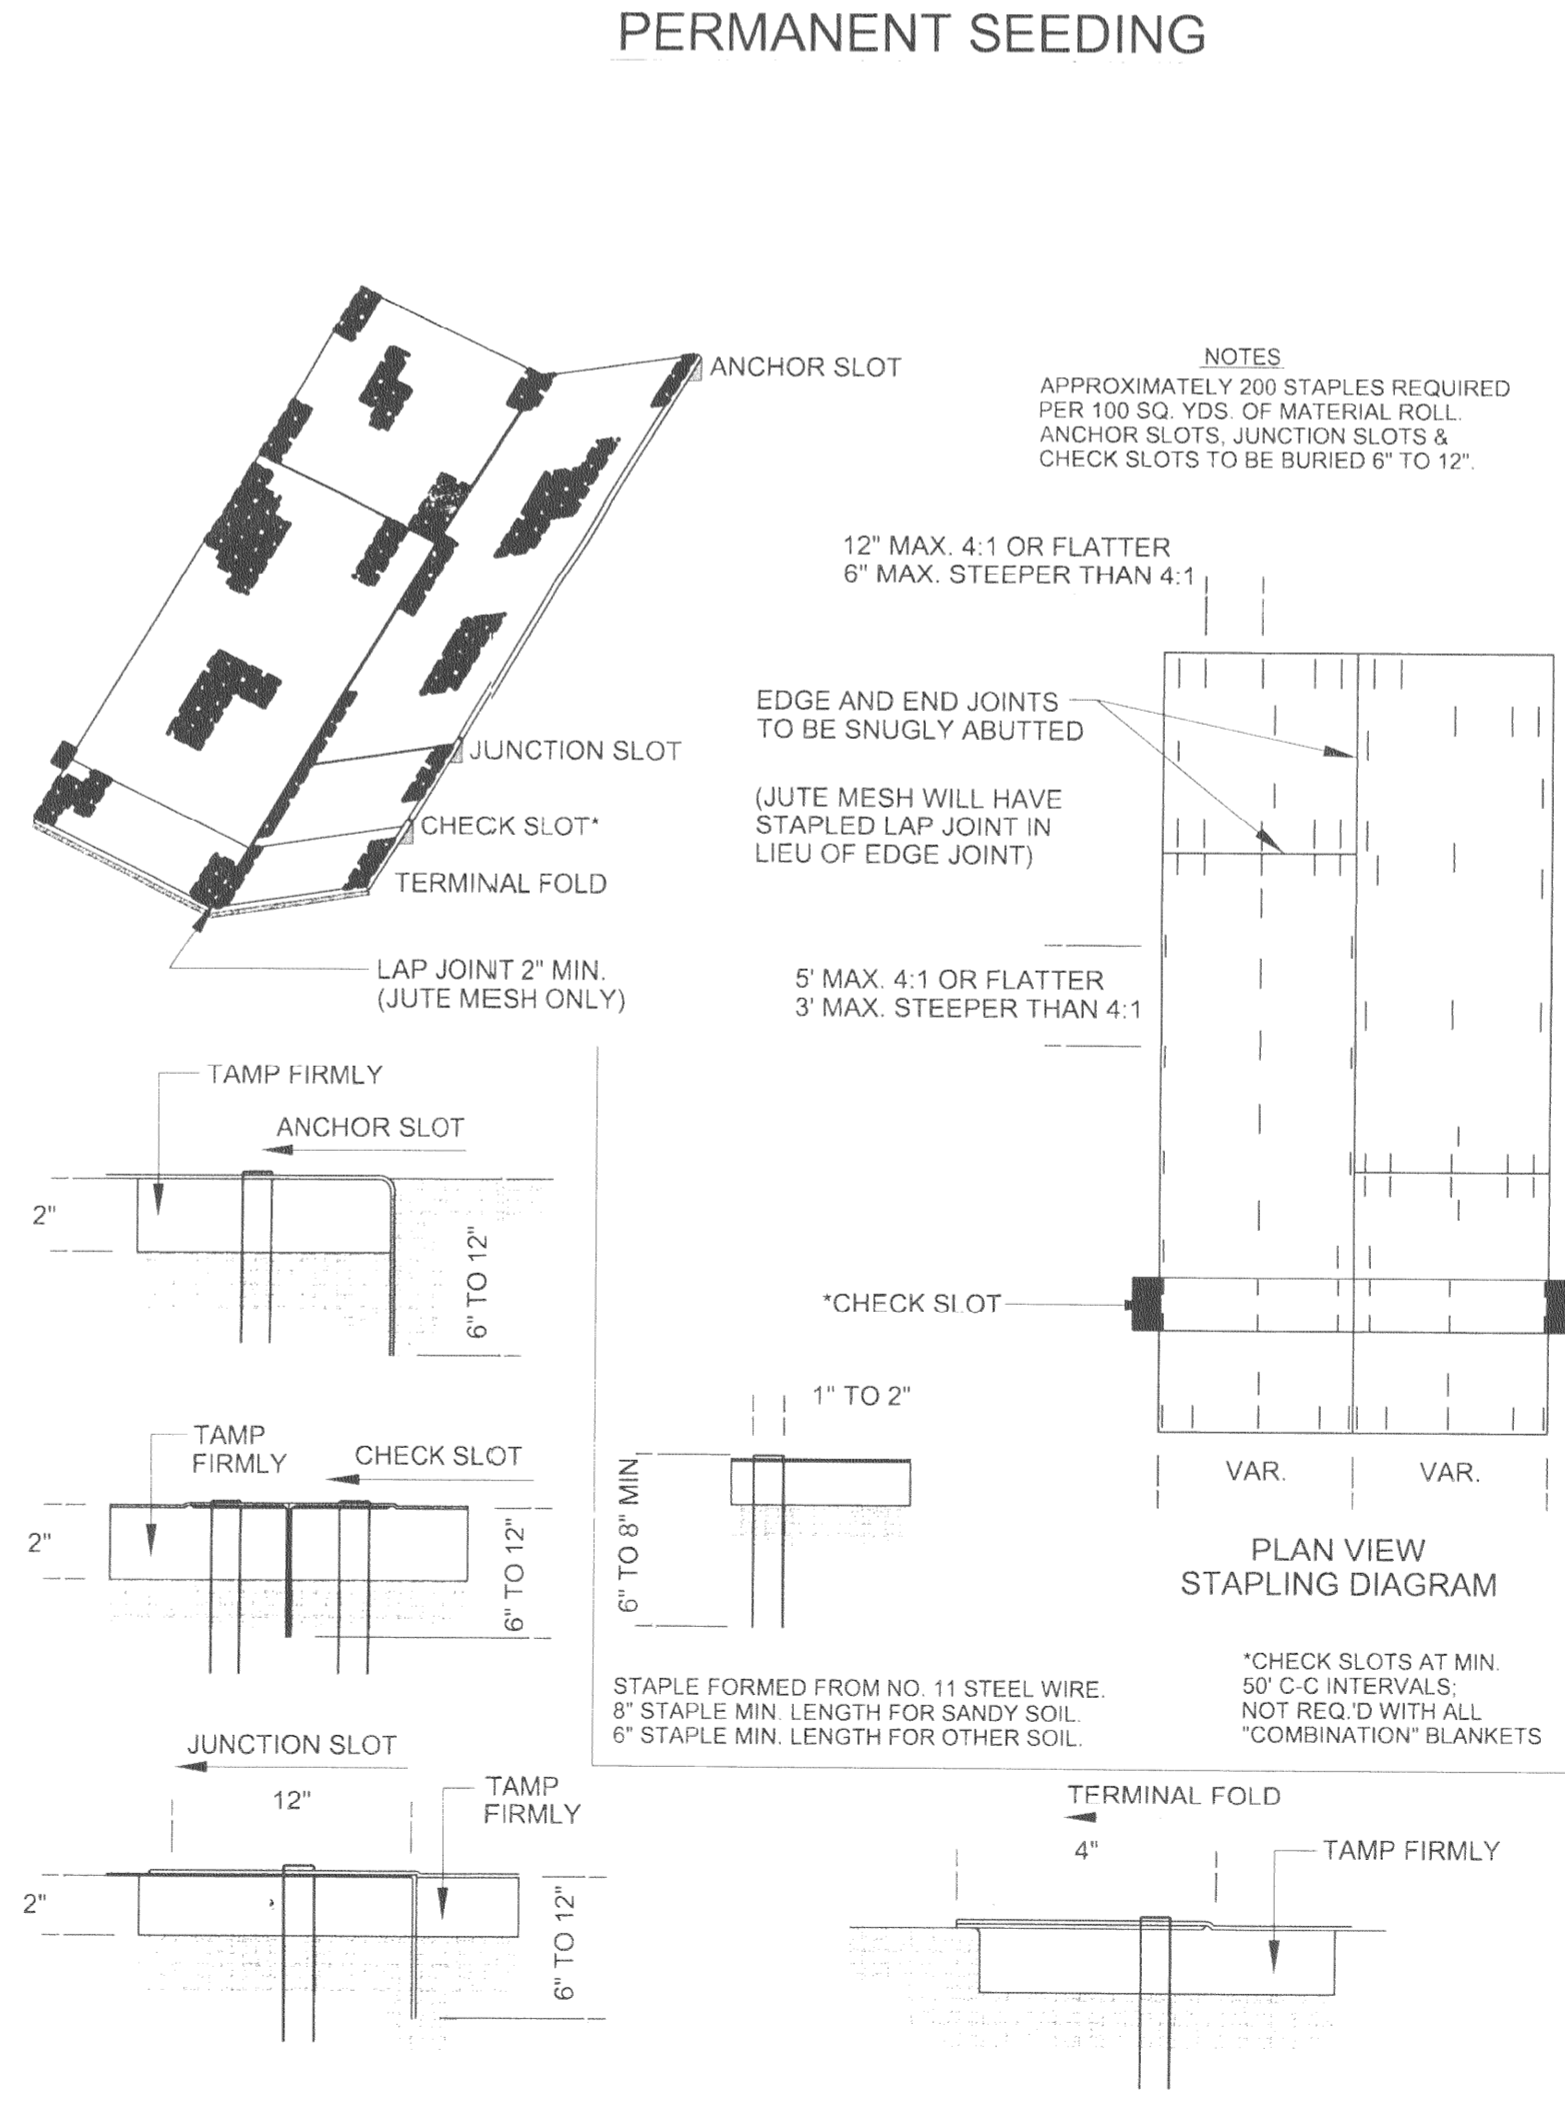 PERMANENT SEEDING
ANCHOR SLOT
JUNCTION SLOT
CHECK SLOT*
TERMINAL FOLD
LAP JOINT 2" MIN.
(JUTE MESH ONLY)
NOTES
APPROXIMATELY 200 STAPLES REQUIRED
PER 100 SQ. YDS. OF MATERIAL ROLL.
ANCHOR SLOTS, JUNCTION SLOTS &
CHECK SLOTS TO BE BURIED 6" TO 12".
12" MAX. 4:1 OR FLATTER
6" MAX. STEEPER THAN 4:1
EDGE AND END JOINTS
TO BE SNUGLY ABUTTED
(JUTE MESH WILL HAVE
STAPLED LAP JOINT IN
LIEU OF EDGE JOINT)
5' MAX. 4:1 OR FLATTER
3' MAX. STEEPER THAN 4:1
*CHECK SLOT
VAR.
VAR.
PLAN VIEW
STAPLING DIAGRAM
*CHECK SLOTS AT MIN.
50' C-C INTERVALS;
NOT REQ.'D WITH ALL
"COMBINATION" BLANKETS
TAMP FIRMLY
ANCHOR SLOT
2"
6" TO 12"
TAMP
FIRMLY
CHECK SLOT
2"
6" TO 12"
1" TO 2"
6" TO 8" MIN.
STAPLE FORMED FROM NO. 11 STEEL WIRE.
8" STAPLE MIN. LENGTH FOR SANDY SOIL.
6" STAPLE MIN. LENGTH FOR OTHER SOIL.
JUNCTION SLOT
12"
TAMP
FIRMLY
2"
6" TO 12"
TERMINAL FOLD
4"
TAMP FIRMLY